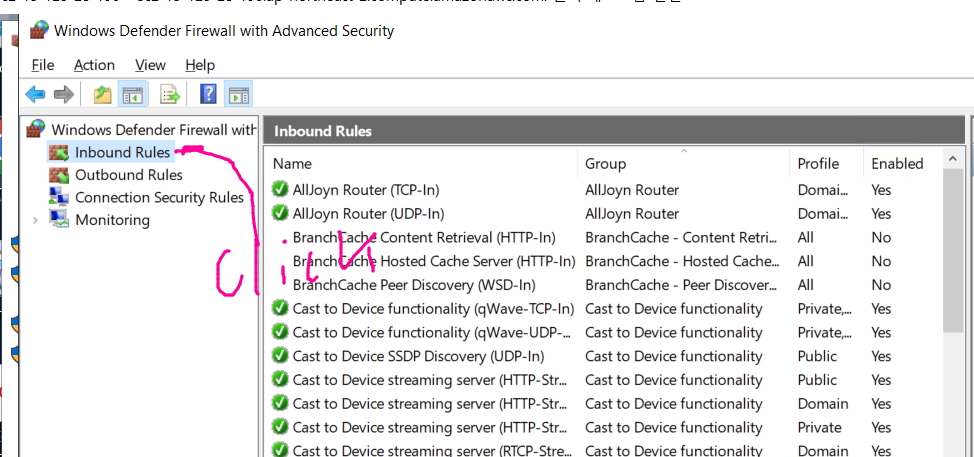 Windows Defender Firewall with Advanced Security
File Action View Help
Windows Defender Firewall with
Inbound Rules
Outbound Rules
Connection Security Rules
Monitoring
Inbound Rules
Name Group Profile Enabled
AllJoyn Router (TCP-In) AllJoyn Router Domai... Yes
AllJoyn Router (UDP-In) AllJoyn Router Domai... Yes
BranchCache Content Retrieval (HTTP-In) BranchCache - Content Retri... All No
BranchCache Hosted Cache Server (HTTP-In) BranchCache - Hosted Cache... All No
BranchCache Peer Discovery (WSD-In) BranchCache - Peer Discover... All No
Cast to Device functionality (qWave-TCP-In) Cast to Device functionality Private,... Yes
Cast to Device functionality (qWave-UDP-... Cast to Device functionality Private,... Yes
Cast to Device SSDP Discovery (UDP-In) Cast to Device functionality Public Yes
Cast to Device streaming server (HTTP-Str... Cast to Device functionality Public Yes
Cast to Device streaming server (HTTP-Str... Cast to Device functionality Domain Yes
Cast to Device streaming server (HTTP-Str... Cast to Device functionality Private Yes
Cast to Device streaming server (RTCP-Stre... Cast to Device functionality Domain Yes
Click